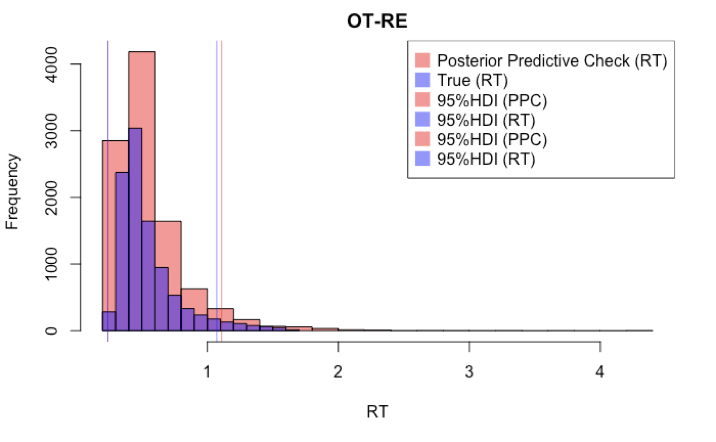 OT-RE
Posterior Predictive Check (RT)
True (RT)
95%HDI (PPC)
95%HDI (RT)
95%HDI (PPC)
95%HDI (RT)
Frequency
4000
3000
2000
1000
0
1 2 3 4
RT